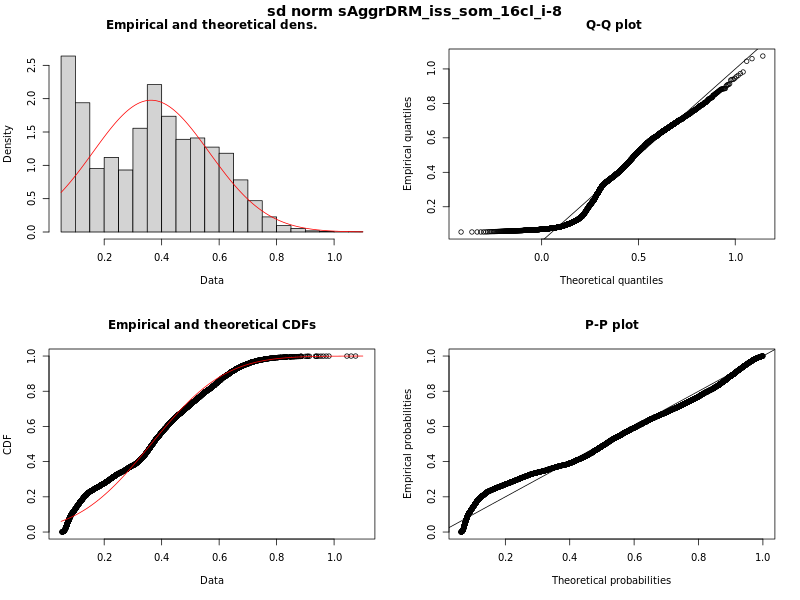 sd norm sAggrDRM_iss_som_16cl_i-8
Empirical and theoretical dens.
Density
0.0 0.5 1.0 1.5 2.0 2.5
0.2 0.4 0.6 0.8 1.0
Data
Q-Q plot
Empirical quantiles
0.2 0.4 0.6 0.8 1.0
0.0 0.5 1.0
Theoretical quantiles
Empirical and theoretical CDFs
CDF
0.0 0.2 0.4 0.6 0.8 1.0
0.2 0.4 0.6 0.8 1.0
Data
P-P plot
Empirical probabilities
0.0 0.2 0.4 0.6 0.8 1.0
0.2 0.4 0.6 0.8 1.0
Theoretical probabilities